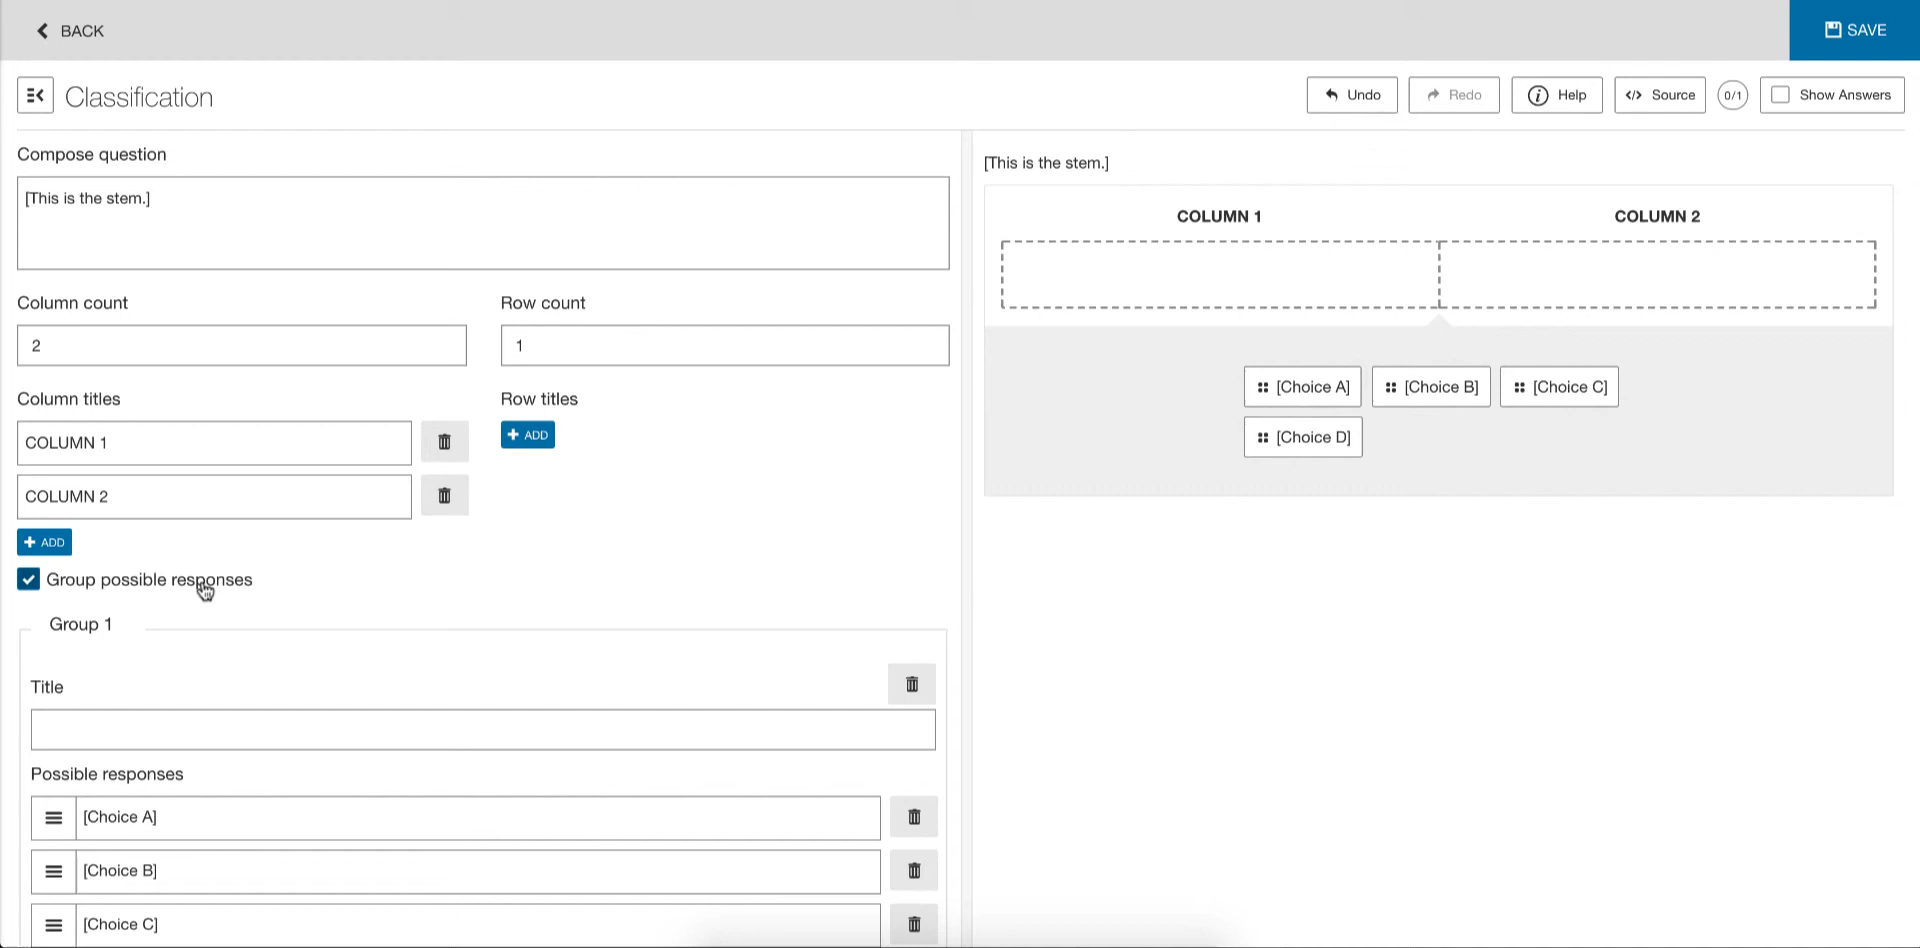 BACK
SAVE
Classification
Undo
Redo
Help
Source
0/1
Show Answers
Compose question
[This is the stem.]
Column count
Row count
2
1
Column titles
Row titles
COLUMN 1
+ ADD
COLUMN 2
+ ADD
Group possible responses
Group 1
Title
Possible responses
[Choice A]
[Choice B]
[Choice C]
[This is the stem.]
COLUMN 1
COLUMN 2
[Choice A]
[Choice B]
[Choice C]
[Choice D]